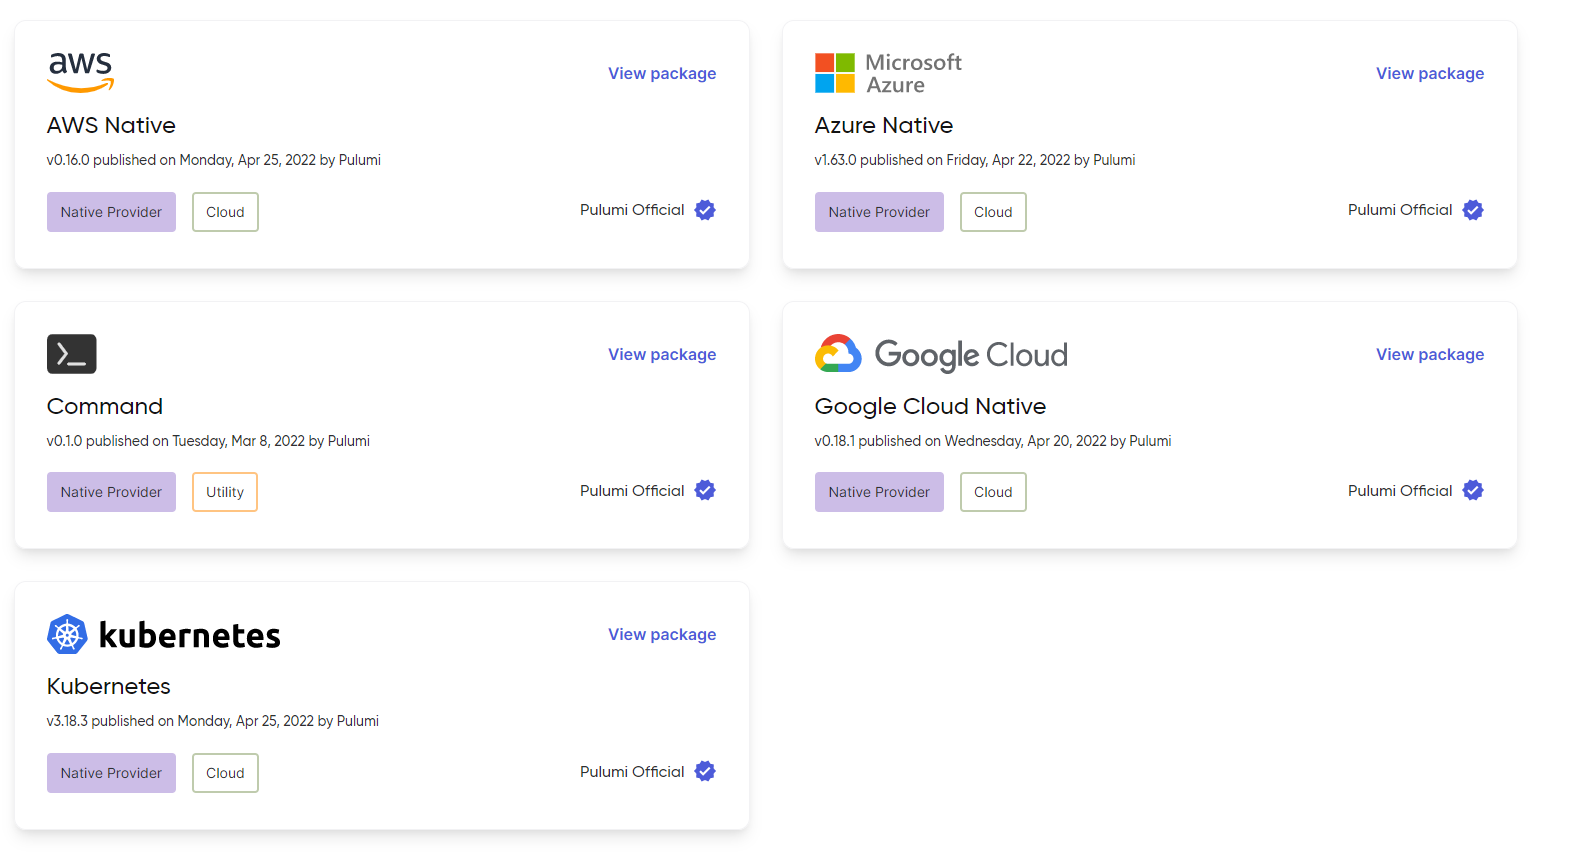 aws
View package
AWS Native
v0.16.0 published on Monday, Apr 25, 2022 by Pulumi
Native Provider
Cloud
Pulumi Official
Microsoft
Azure
View package
Azure Native
v1.63.0 published on Friday, Apr 22, 2022 by Pulumi
Native Provider
Cloud
Pulumi Official
>_
View package
Command
v0.1.0 published on Tuesday, Mar 8, 2022 by Pulumi
Native Provider
Utility
Pulumi Official
Google Cloud
View package
Google Cloud Native
v0.18.1 published on Wednesday, Apr 20, 2022 by Pulumi
Native Provider
Cloud
Pulumi Official
kubernetes
View package
Kubernetes
v3.18.3 published on Monday, Apr 25, 2022 by Pulumi
Native Provider
Cloud
Pulumi Official